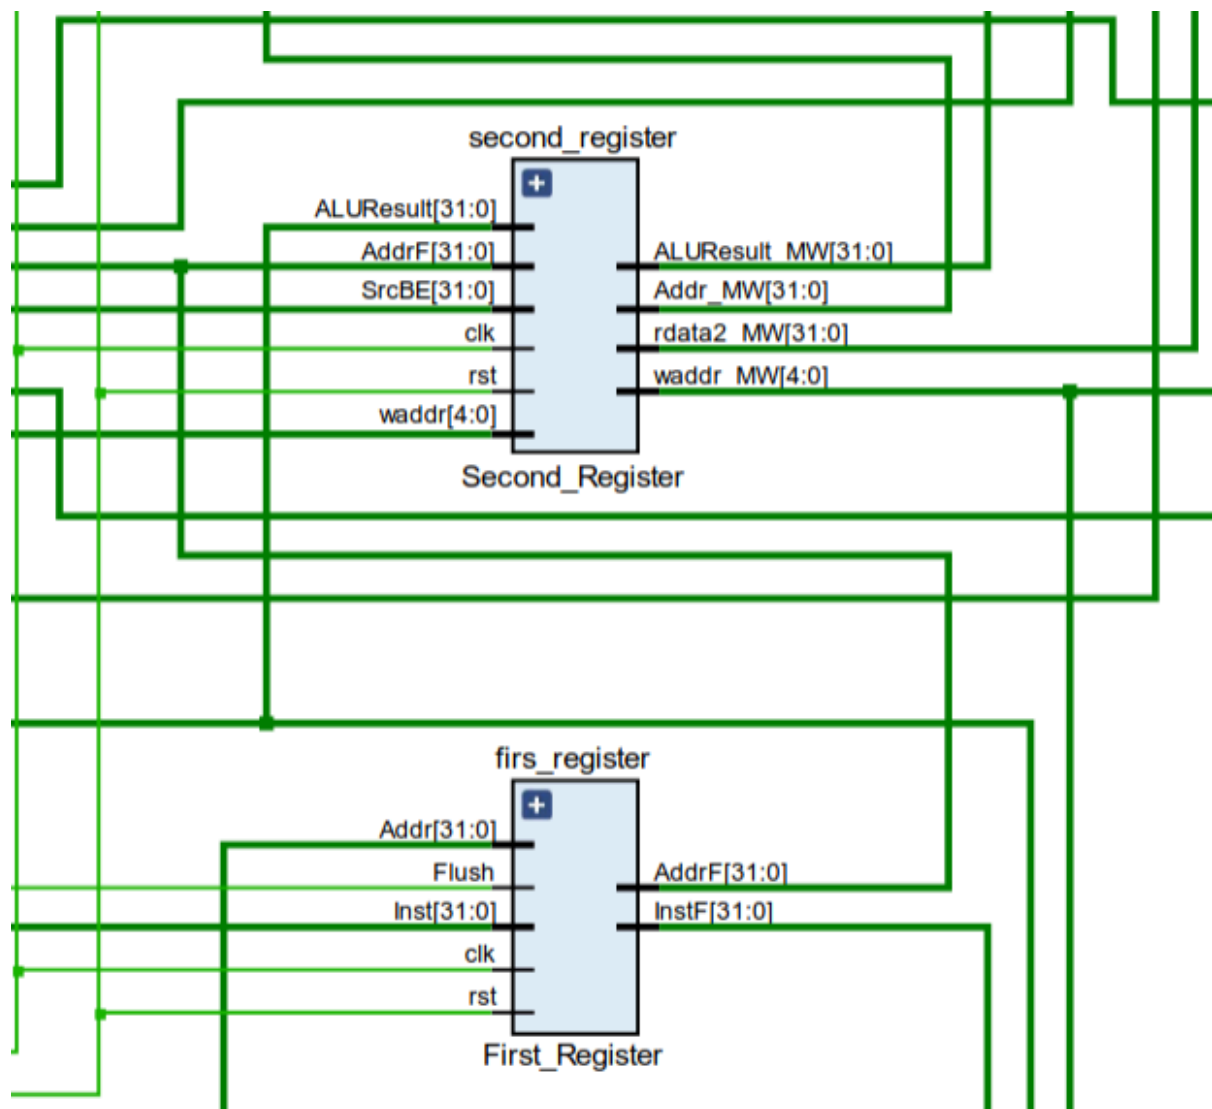 second_register
ALUResult[31:0]
AddrF[31:0]
SrcBE[31:0]
clk
rst
waddr[4:0]
ALUResult_MW[31:0]
Addr_MW[31:0]
rdata2_MW[31:0]
waddr_MW[4:0]
Second_Register
firs_register
Addr[31:0]
Flush
Inst[31:0]
clk
rst
AddrF[31:0]
InstF[31:0]
First_Register